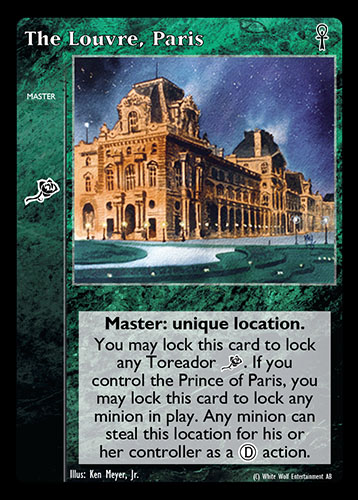 The Louvre, Paris
MASTER
Master: unique location.
You may lock this card to lock
any Toreador . If you
control the Prince of Paris, you
may lock this card to lock any
minion in play. Any minion can
steal this location for his or
her controller as a Ⓓ action.
Illus: Ken Meyer, Jr.
(C) White Wolf Entertainment AB